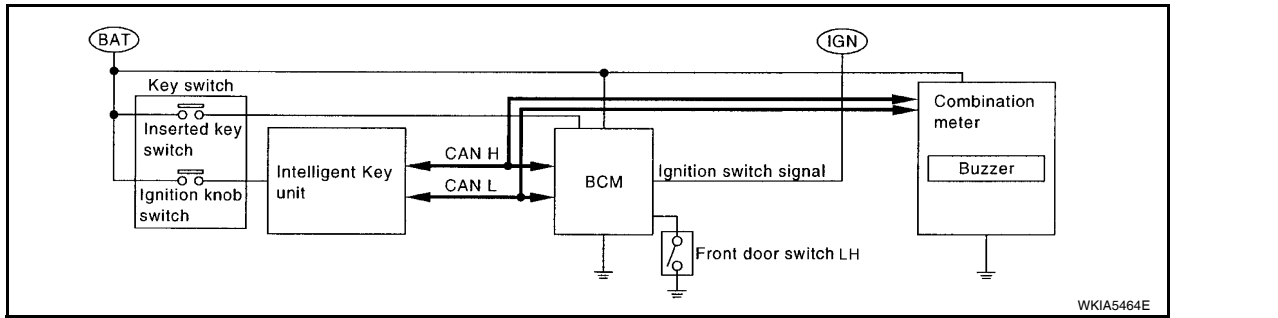 BAT
IGN
Key switch
Inserted key
switch
Ignition knob
switch
Intelligent Key
unit
CAN H
CAN L
BCM
Ignition switch signal
Front door switch LH
Combination
meter
Buzzer
WKIA5464E